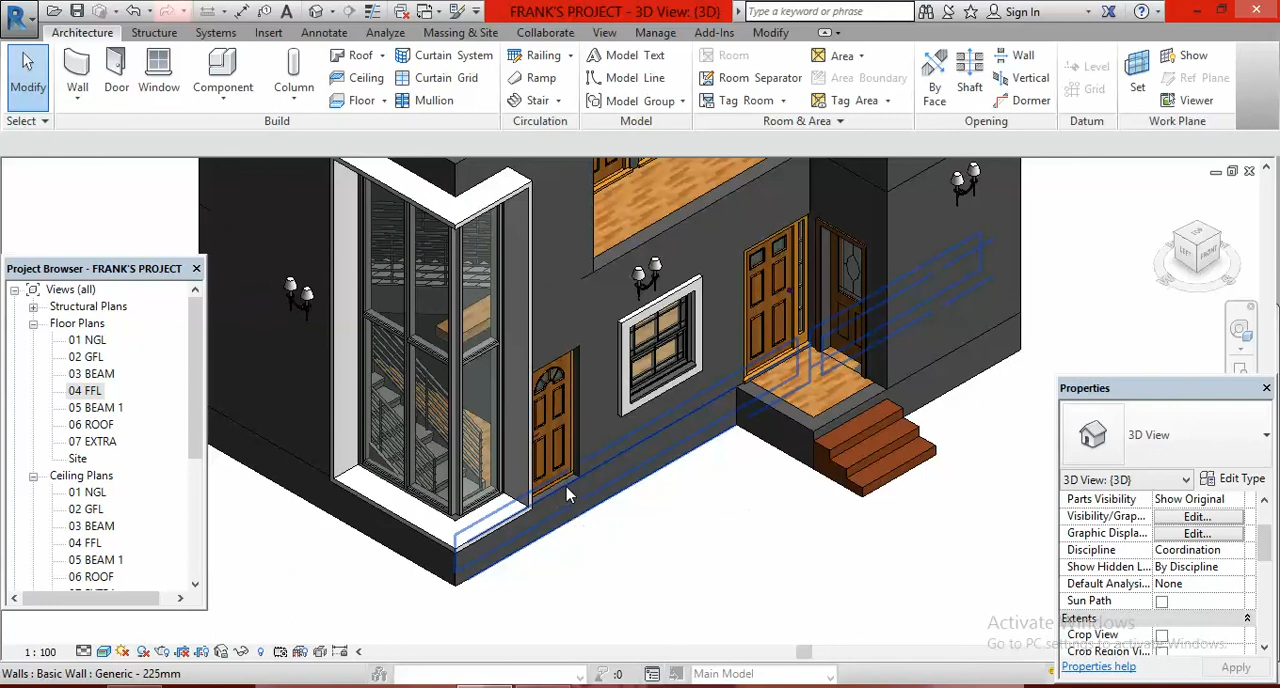 FRANK'S PROJECT - 3D View: {3D}
Type a keyword or phrase
Sign In
Architecture Structure Systems Insert Annotate Analyze Massing & Site Collaborate View Manage Add-Ins Modify
Modify
Select
Wall
Door
Window
Component
Column
Roof
Ceiling
Floor
Curtain System
Curtain Grid
Mullion
Build
Railing
Ramp
Stair
Circulation
Model Text
Model Line
Model Group
Model
Room
Room Separator
Tag Room
Area
Area Boundary
Tag Area
Room & Area
By
Face
Shaft
Wall
Vertical
Dormer
Opening
Level
Grid
Datum
Set
Show
Ref Plane
Viewer
Work Plane
Project Browser - FRANK'S PROJECT
Views (all)
Structural Plans
Floor Plans
01 NGL
02 GFL
03 BEAM
04 FFL
05 BEAM 1
06 ROOF
07 EXTRA
Site
Ceiling Plans
01 NGL
02 GFL
03 BEAM
04 FFL
05 BEAM 1
06 ROOF
TOP
LEFT
FRONT
Properties
3D View
3D View: {3D}
Edit Type
Parts Visibility Show Original
Visibility/Grap... Edit...
Graphic Displa... Edit...
Discipline Coordination
Show Hidden L... By Discipline
Default Analysi... None
Sun Path
Extents
Crop View
Crop Region Vi...
Properties help
Apply
Activate Windows
Go to PC settings to activate Windows.
1 : 100
Walls : Basic Wall : Generic - 225mm
:0
Main Model